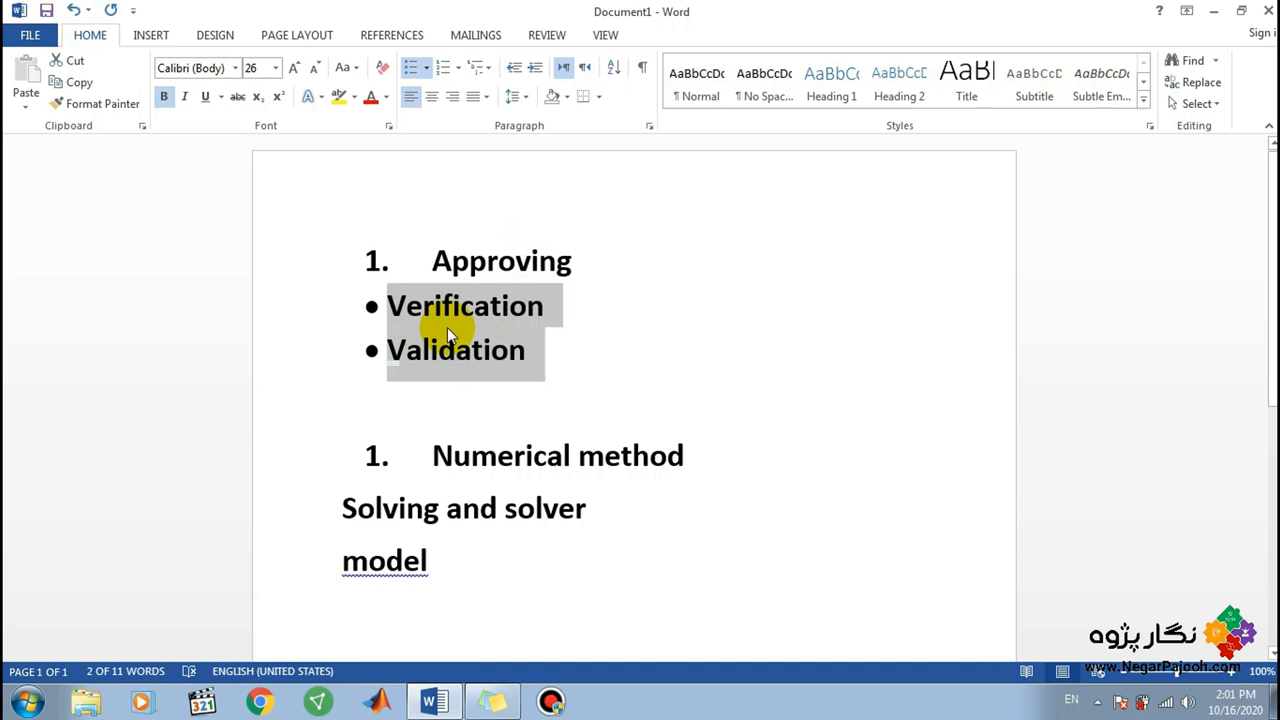 Document1 - Word
Sign i
FILE HOME INSERT DESIGN PAGE LAYOUT REFERENCES MAILINGS REVIEW VIEW
Cut
Copy
Format Painter
Paste
Clipboard
Calibri (Body) 26
Font
Paragraph
AaBbCcDc AaBbCcDc AaBbCc AaBbCcD AaBl AaBbCcD AaBbCcDc
¶ Normal ¶ No Spac... Heading 1 Heading 2 Title Subtitle Subtle Em...
Styles
Find
Replace
Select
Editing
1. Approving
• Verification
• Validation
1. Numerical method
Solving and solver
model
نگار پژوه
www.NegarPajooh.com
PAGE 1 OF 1 2 OF 11 WORDS ENGLISH (UNITED STATES) 100%
321
EN
2:01 PM
10/16/2020